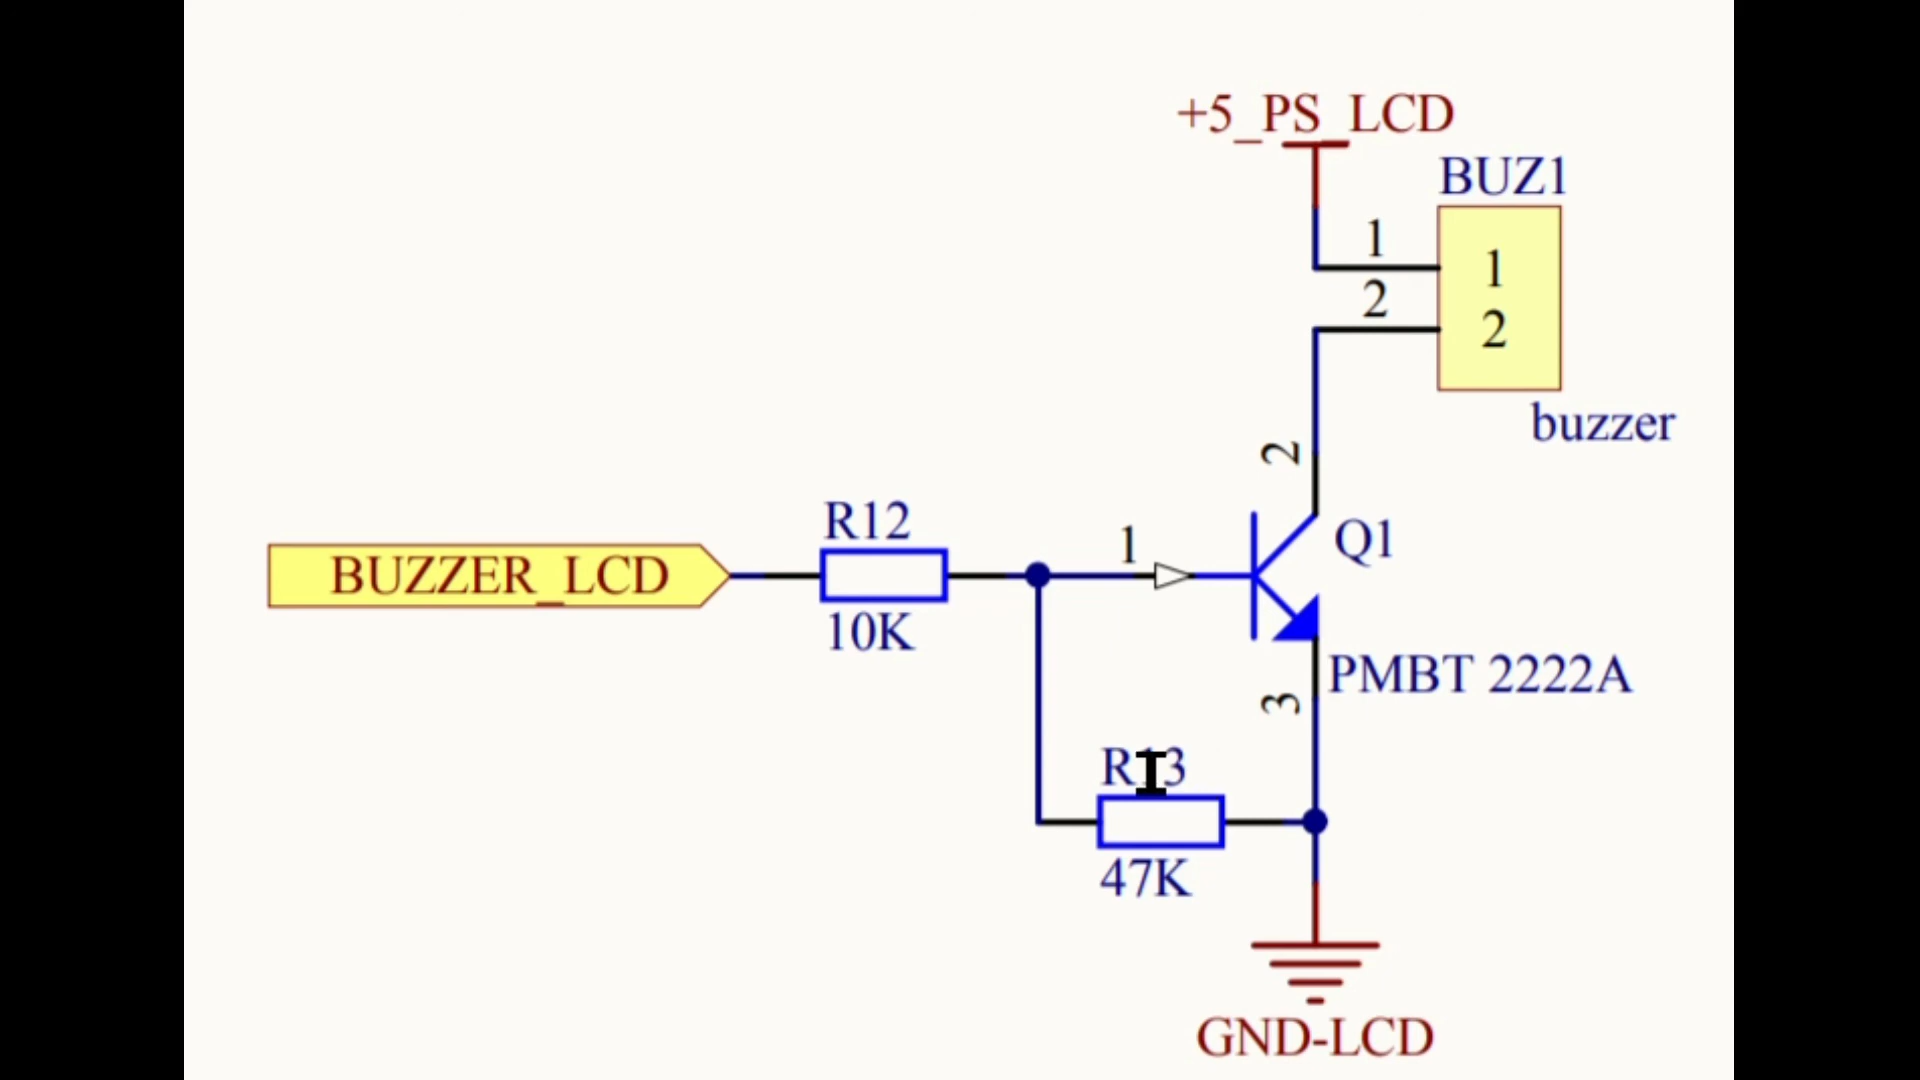 +5_PS_LCD
BUZ1
1
1
2
2
buzzer
2
R12
1
Q1
BUZZER_LCD
10K
PMBT 2222A
3
R13
47K
GND-LCD